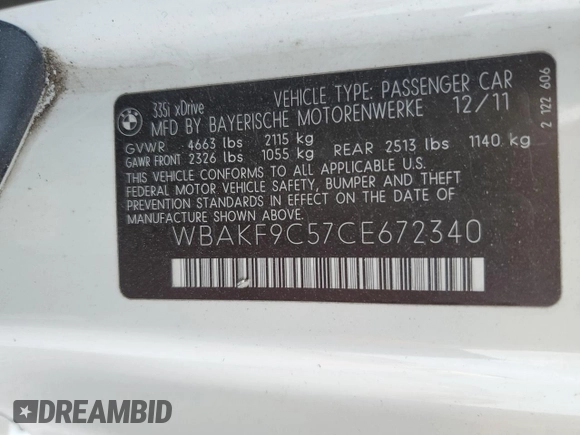 335i xDrive VEHICLE TYPE: PASSENGER CAR
MFD BY BAYERISCHE MOTORENWERKE 12/11
GVWR 4663 lbs 2115 kg
GAWR FRONT 2326 lbs 1055 kg REAR 2513 lbs 1140 kg
THIS VEHICLE CONFORMS TO ALL APPLICABLE U.S.
FEDERAL MOTOR VEHICLE SAFETY, BUMPER AND THEFT
PREVENTION STANDARDS IN EFFECT ON THE DATE OF
MANUFACTURE SHOWN ABOVE.
WBAKF9C57CE672340
2 122 606
DREAMBID